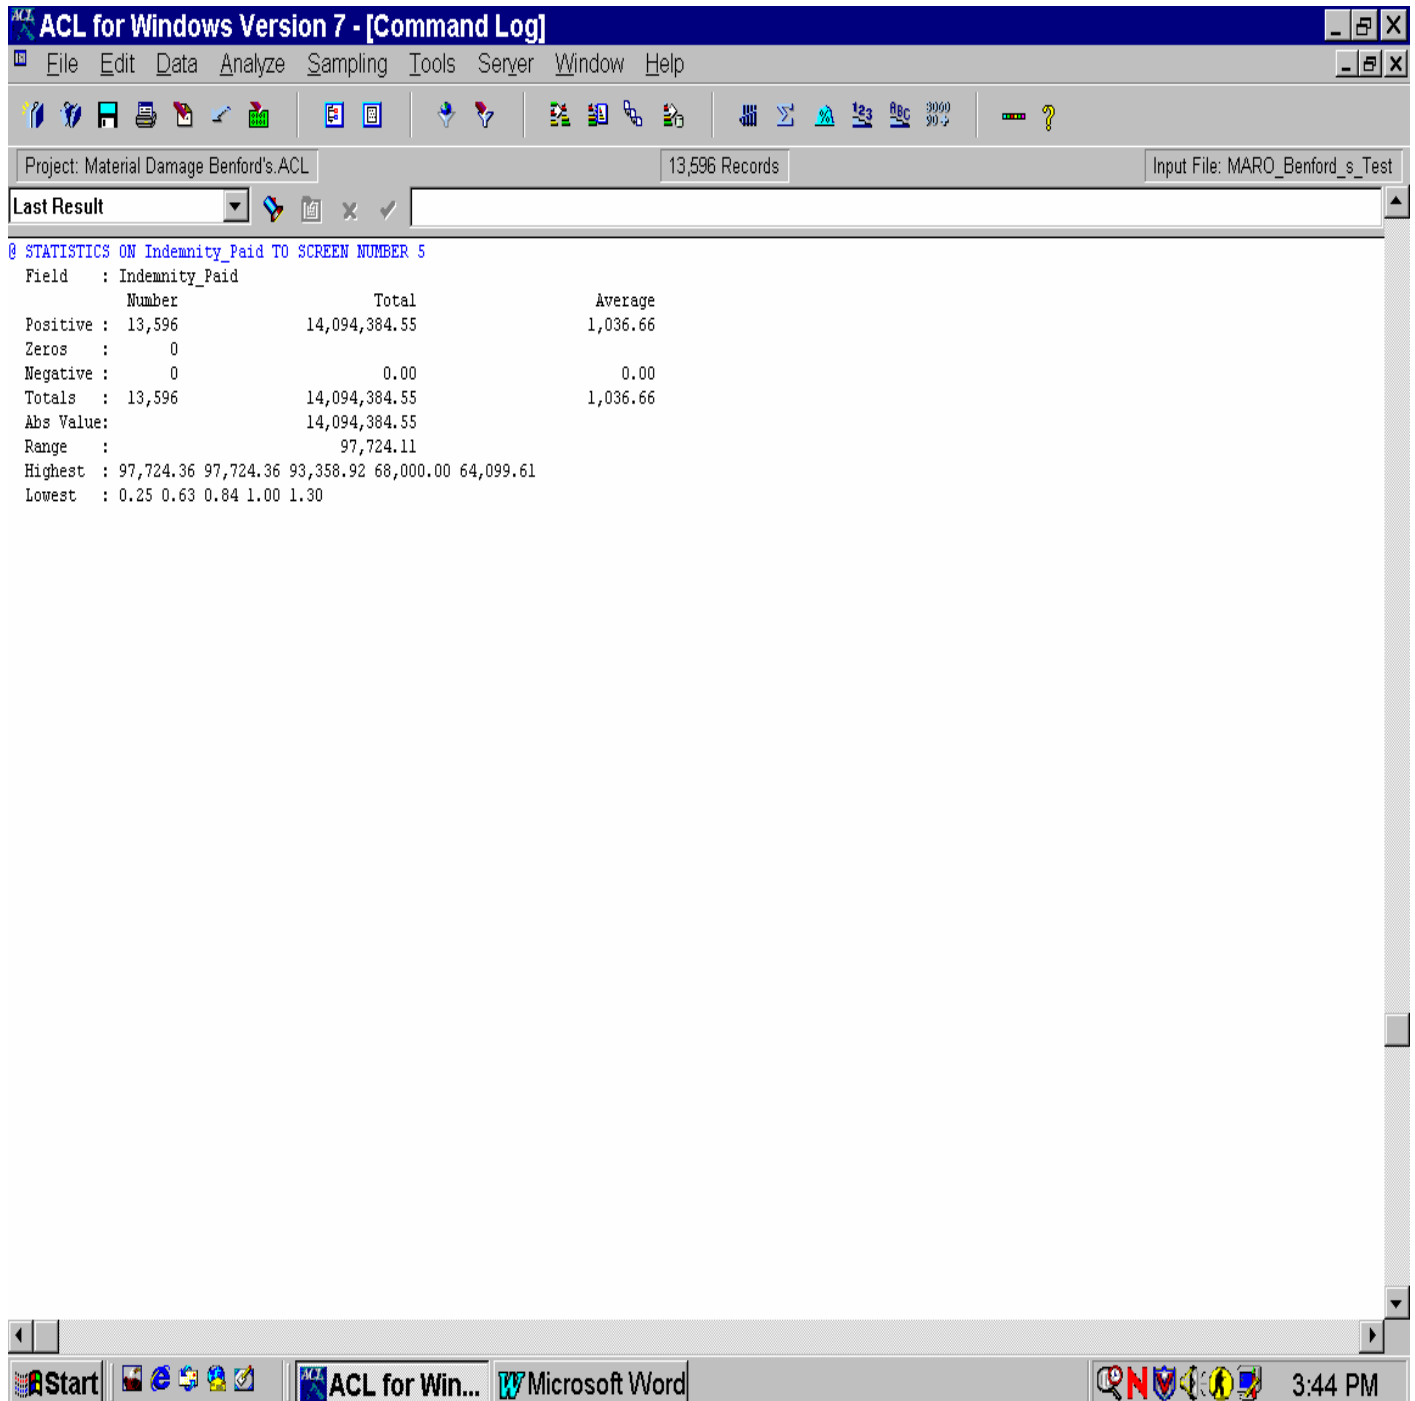 ACL for Windows Version 7 - [Command Log]
File Edit Data Analyze Sampling Tools Server Window Help
Project: Material Damage Benford's.ACL 13,596 Records Input File: MARO_Benford_s_Test
Last Result
@ STATISTICS ON Indemnity_Paid TO SCREEN NUMBER 5
Field : Indemnity_Paid
Number Total Average
Positive : 13,596 14,094,384.55 1,036.66
Zeros : 0
Negative : 0 0.00 0.00
Totals : 13,596 14,094,384.55 1,036.66
Abs Value: 14,094,384.55
Range : 97,724.11
Highest : 97,724.36 97,724.36 93,358.92 68,000.00 64,099.61
Lowest : 0.25 0.63 0.84 1.00 1.30
Start ACL for Win... Microsoft Word 3:44 PM